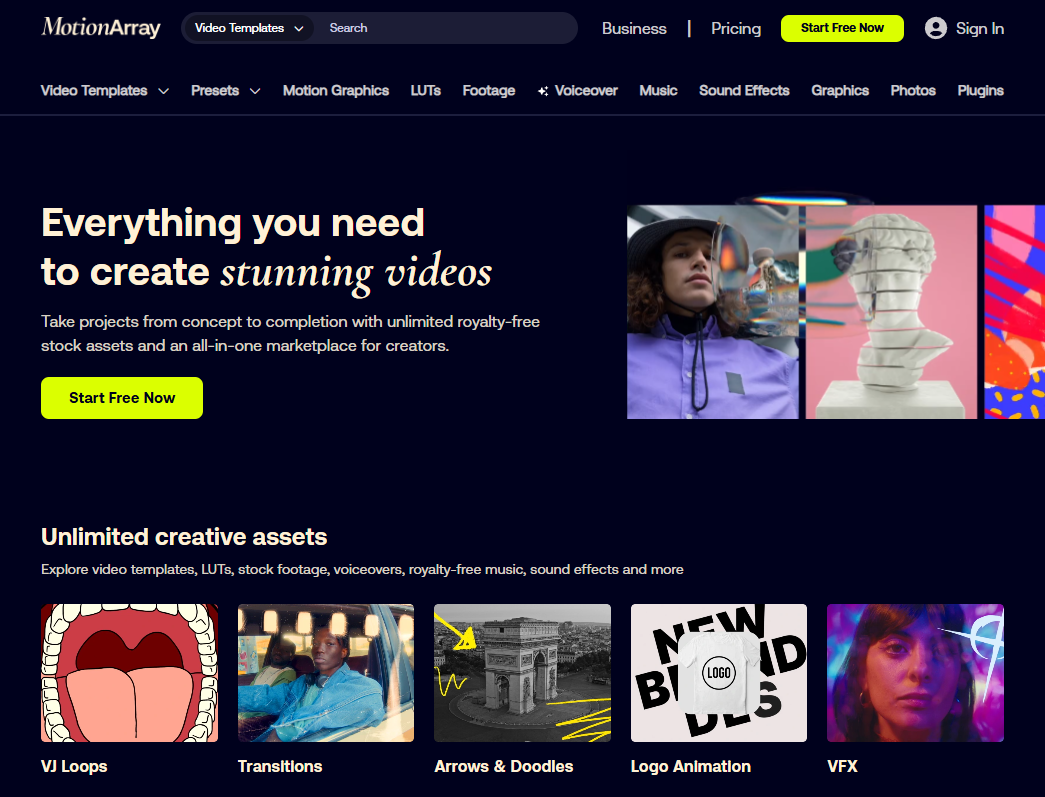 MotionArray
Video Templates
Search
Business | Pricing
Start Free Now
Sign In
Video Templates
Presets
Motion Graphics
LUTs
Footage
Voiceover
Music
Sound Effects
Graphics
Photos
Plugins
Everything you need
to create stunning videos
Take projects from concept to completion with unlimited royalty-free
stock assets and an all-in-one marketplace for creators.
Start Free Now
Unlimited creative assets
Explore video templates, LUTs, stock footage, voiceovers, royalty-free music, sound effects and more
NEW
LOGO
VJ Loops
Transitions
Arrows & Doodles
Logo Animation
VFX